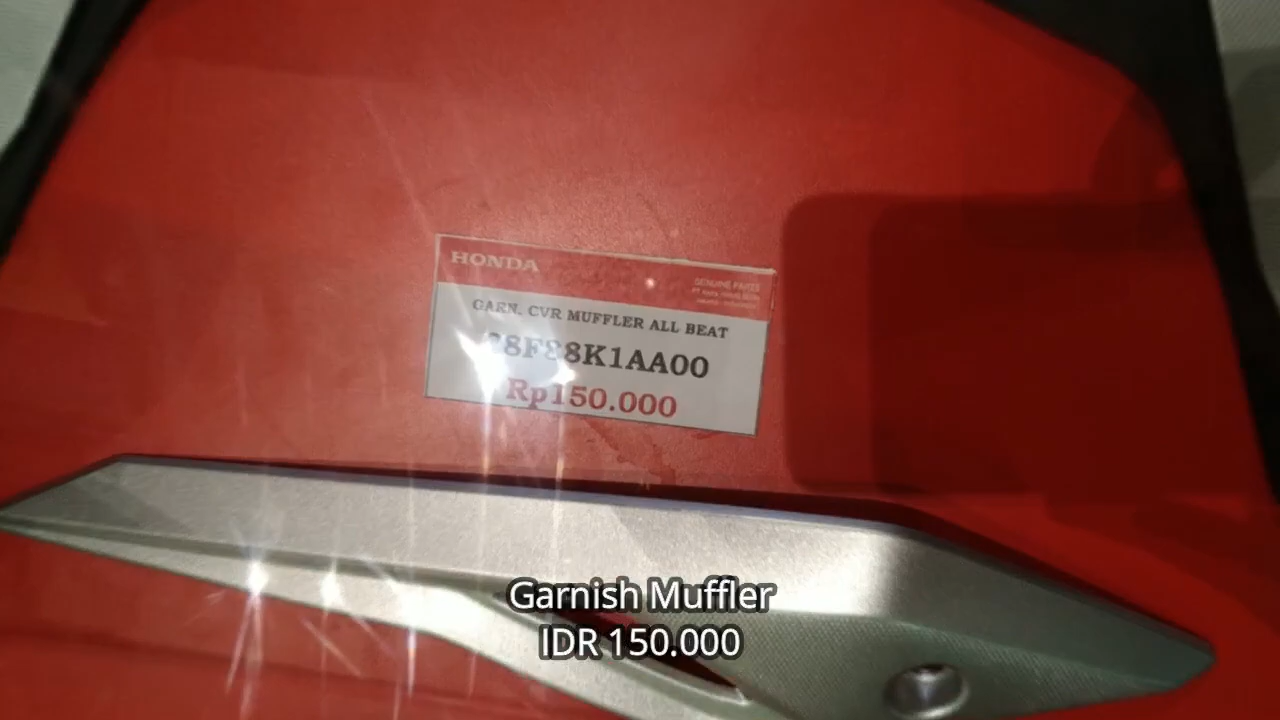 HONDA
GENUINE PARTS
GARN. CVR MUFFLER ALL BEAT
Rp150.000
Garnish Muffler
IDR 150.000